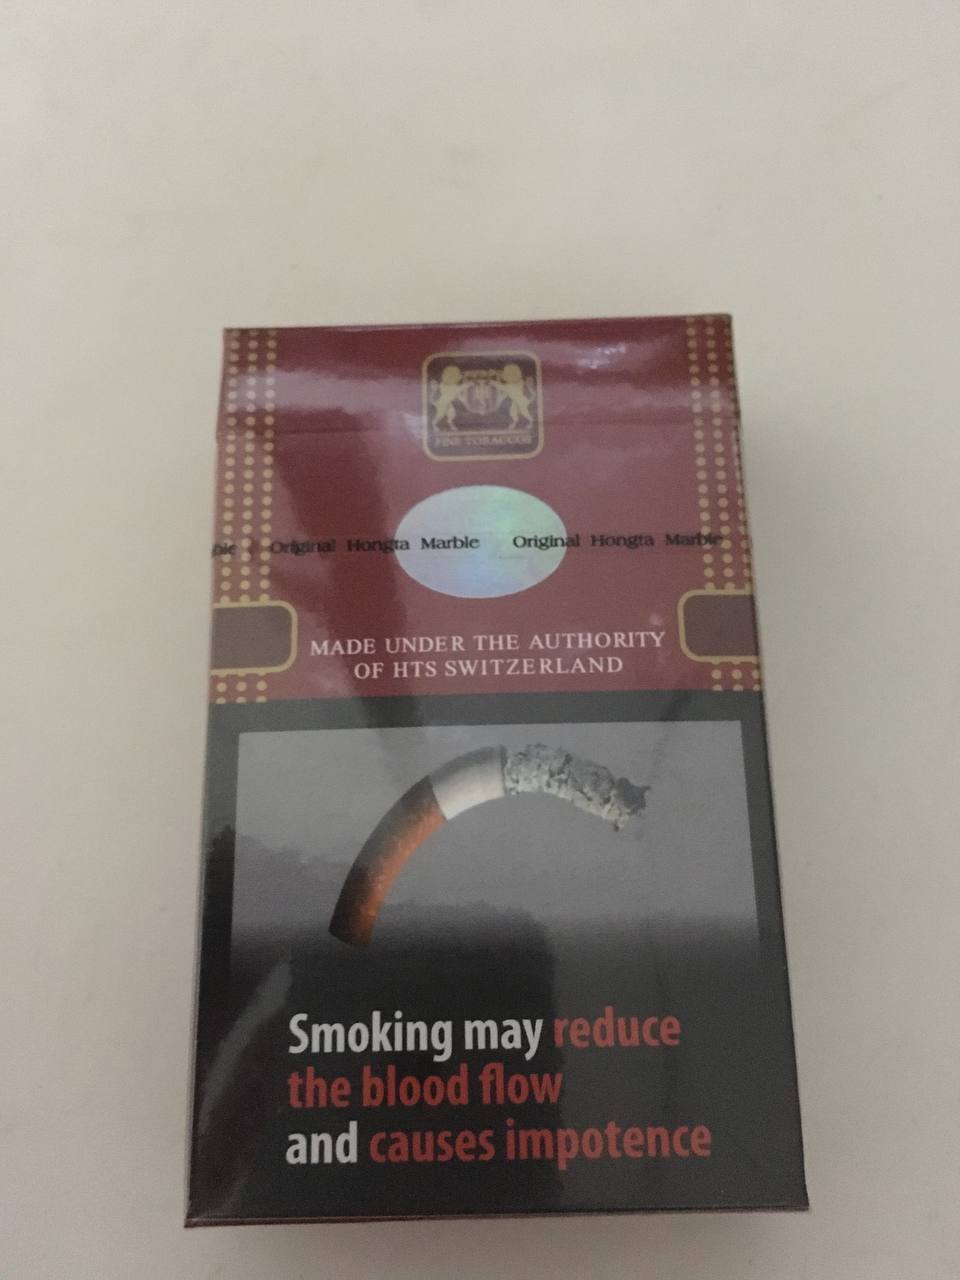 FINE TOBACCOS
ble Original Hongta Marble Original Hongta Marble
MADE UNDER THE AUTHORITY
OF HTS SWITZERLAND
Smoking may reduce
the blood flow
and causes impotence